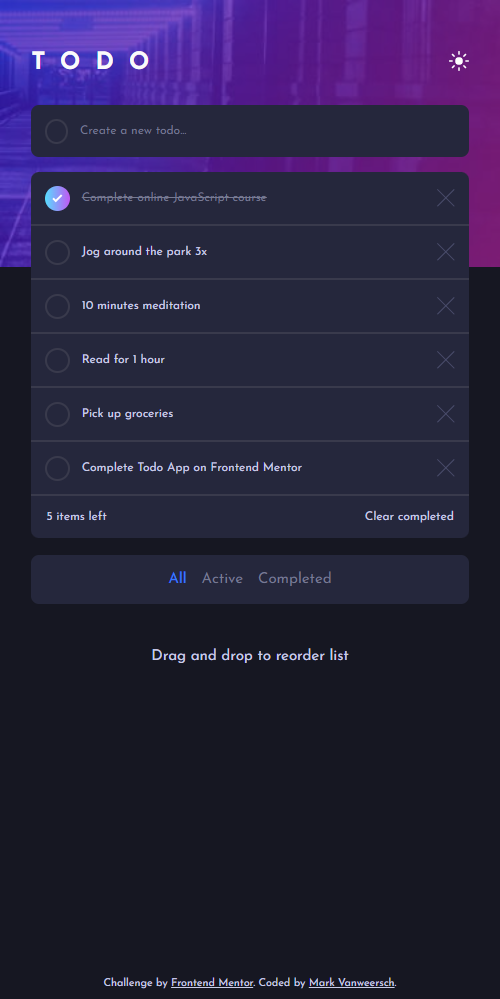 TODO
Create a new todo...
Complete online JavaScript course
Jog around the park 3x
10 minutes meditation
Read for 1 hour
Pick up groceries
Complete Todo App on Frontend Mentor
5 items left Clear completed
All Active Completed
Drag and drop to reorder list
Challenge by Frontend Mentor. Coded by Mark Vanweersch.